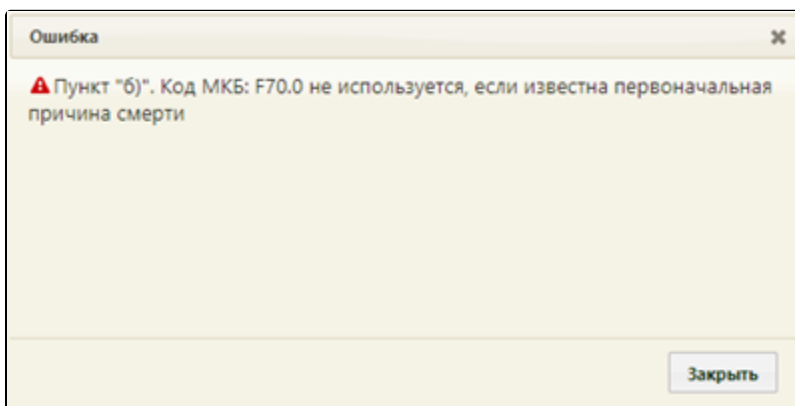 Ошибка
Пункт "б)". Код МКБ: F70.0 не используется, если известна первоначальная
причина смерти
Закрыть